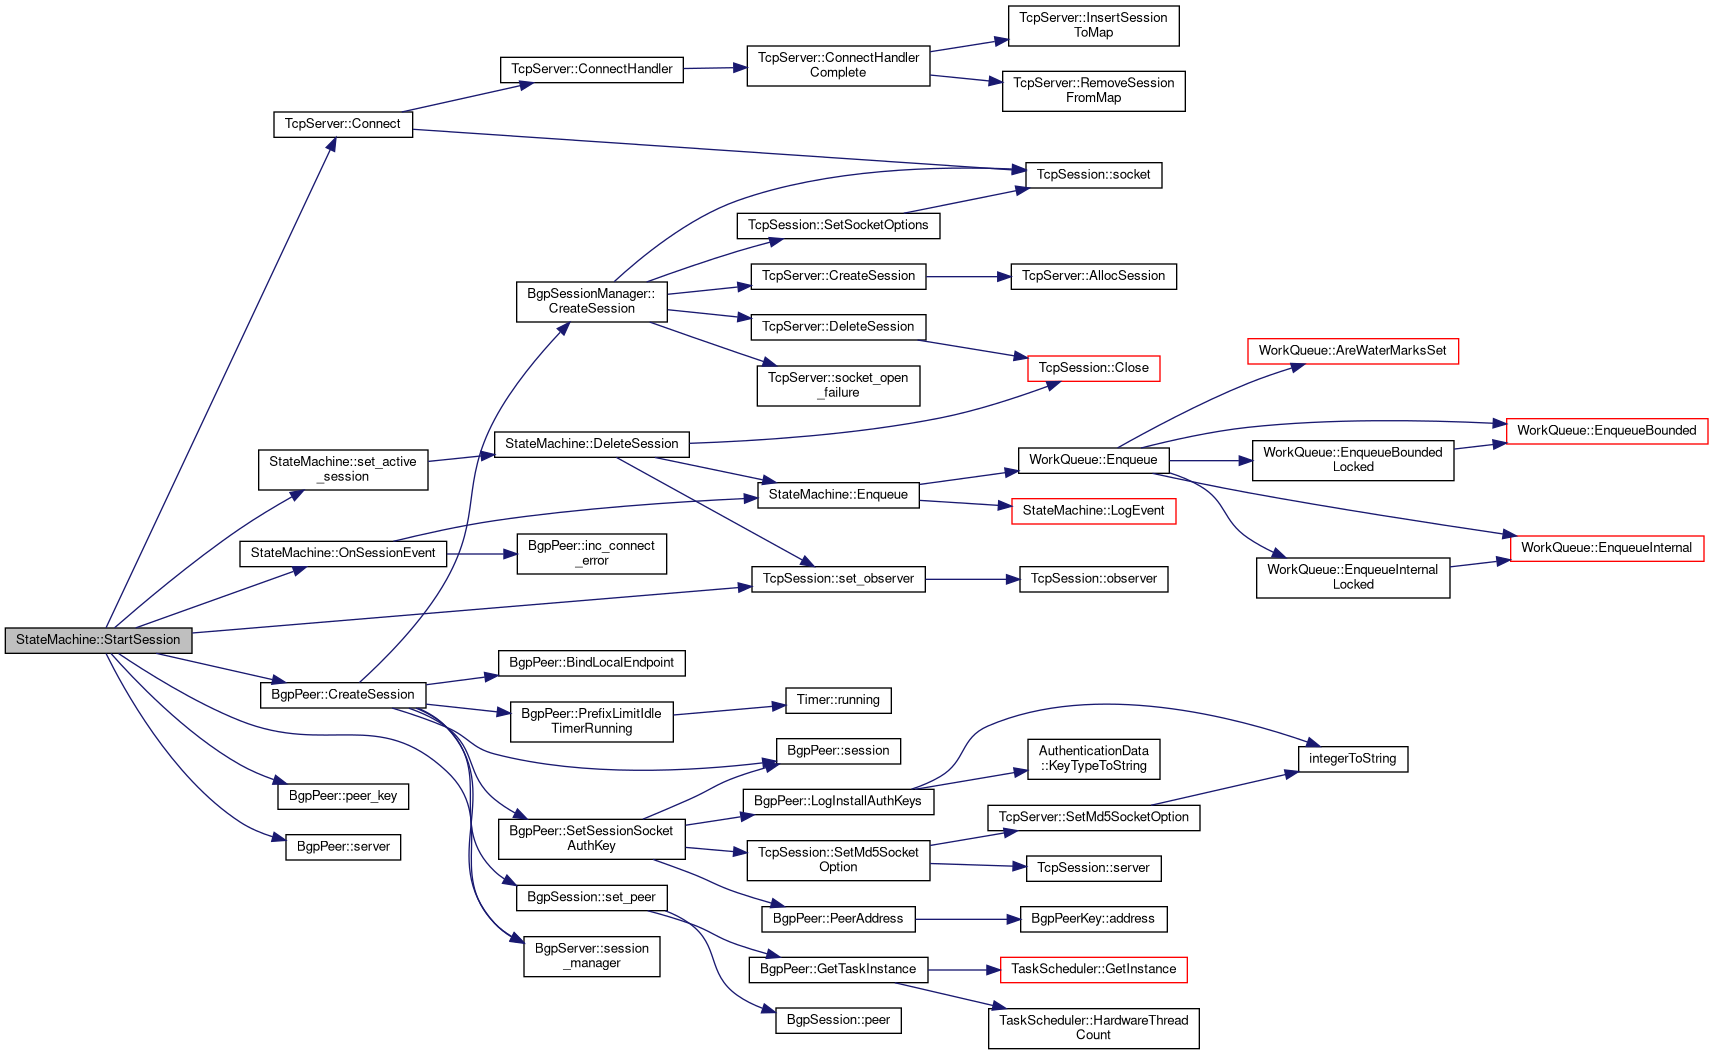 TcpServer::InsertSession
ToMap
TcpServer::ConnectHandler
TcpServer::ConnectHandler
Complete
TcpServer::RemoveSession
FromMap
TcpServer::Connect
TcpSession::socket
TcpSession::SetSocketOptions
BgpSessionManager::
CreateSession
TcpServer::CreateSession
TcpServer::AllocSession
TcpServer::DeleteSession
TcpSession::Close
TcpServer::socket_open
_failure
WorkQueue::AreWaterMarksSet
WorkQueue::EnqueueBounded
StateMachine::DeleteSession
WorkQueue::Enqueue
WorkQueue::EnqueueBounded
Locked
StateMachine::set_active
_session
StateMachine::Enqueue
StateMachine::LogEvent
StateMachine::OnSessionEvent
BgpPeer::inc_connect
_error
WorkQueue::EnqueueInternal
TcpSession::set_observer
TcpSession::observer
WorkQueue::EnqueueInternal
Locked
StateMachine::StartSession
BgpPeer::BindLocalEndpoint
BgpPeer::CreateSession
BgpPeer::PrefixLimitIdle
TimerRunning
Timer::running
BgpPeer::session
AuthenticationData
::KeyTypeToString
integerToString
BgpPeer::peer_key
BgpPeer::LogInstallAuthKeys
TcpServer::SetMd5SocketOption
BgpPeer::server
BgpPeer::SetSessionSocket
AuthKey
TcpSession::SetMd5Socket
Option
TcpSession::server
BgpSession::set_peer
BgpPeer::PeerAddress
BgpPeerKey::address
BgpServer::session
_manager
BgpPeer::GetTaskInstance
TaskScheduler::GetInstance
BgpSession::peer
TaskScheduler::HardwareThread
Count